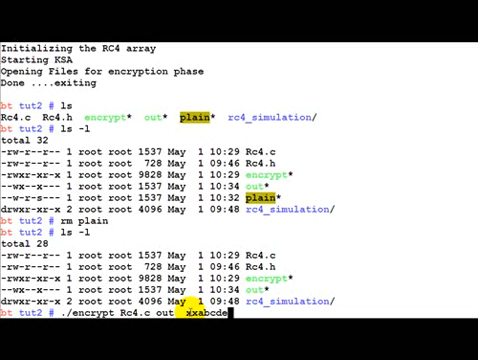 Initializing the RC4 array
Starting KSA
Opening Files for encryption phase
Done ....exiting
bt tut2 # ls
Rc4.c Rc4.h encrypt* out* plain* rc4_simulation/
bt tut2 # ls -l
total 32
-rw-r--r-- 1 root root 1537 May 1 10:29 Rc4.c
-rw-r--r-- 1 root root 728 May 1 09:46 Rc4.h
-rwxr-xr-x 1 root root 9828 May 1 10:29 encrypt*
--wx--x--- 1 root root 1537 May 1 10:34 out*
--w--r-s-- 1 root root 1537 May 1 10:32 plain*
drwxr-xr-x 2 root root 4096 May 1 09:48 rc4_simulation/
bt tut2 # rm plain
bt tut2 # ls -l
total 28
-rw-r--r-- 1 root root 1537 May 1 10:29 Rc4.c
-rw-r--r-- 1 root root 728 May 1 09:46 Rc4.h
-rwxr-xr-x 1 root root 9828 May 1 10:29 encrypt*
--wx--x--- 1 root root 1537 May 1 10:34 out*
drwxr-xr-x 2 root root 4096 May 1 09:48 rc4_simulation/
bt tut2 # ./encrypt Rc4.c out xxabcde